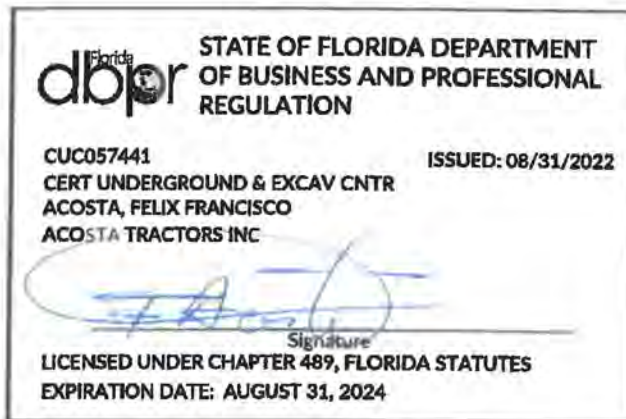 Florida
dbpr
STATE OF FLORIDA DEPARTMENT
OF BUSINESS AND PROFESSIONAL
REGULATION
CUC057441
ISSUED: 08/31/2022
CERT UNDERGROUND & EXCAV CNTR
ACOSTA, FELIX FRANCISCO
ACOSTA TRACTORS INC
Signature
LICENSED UNDER CHAPTER 489, FLORIDA STATUTES
EXPIRATION DATE: AUGUST 31, 2024